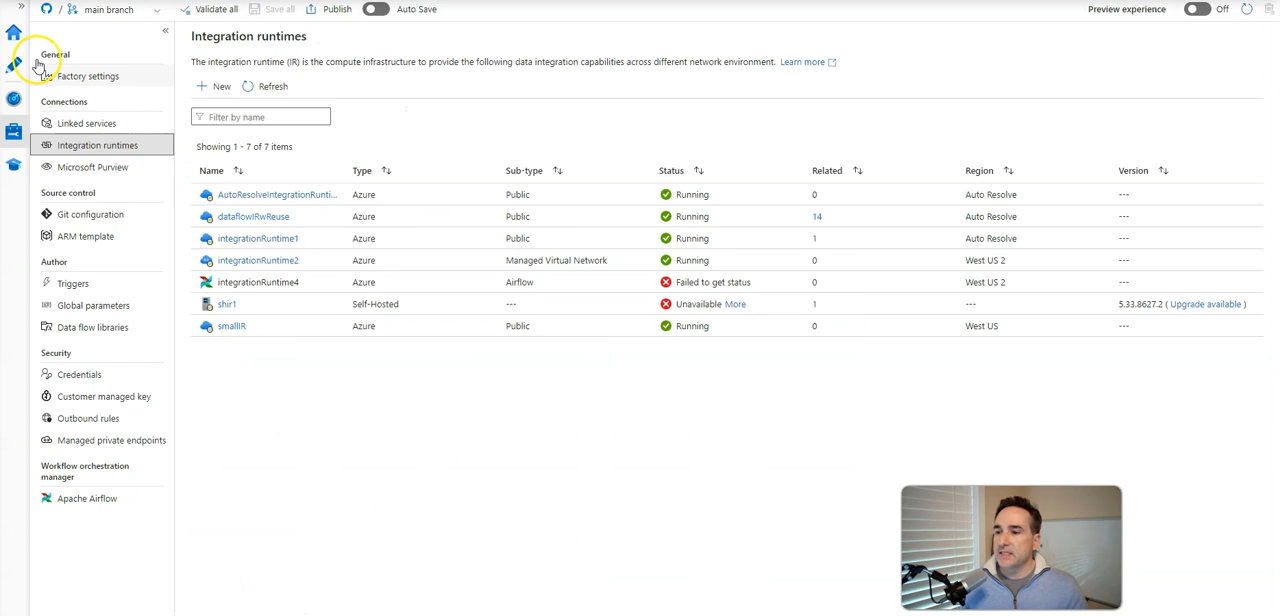 / main branch
Validate all
Save all
Publish
Auto Save
Preview experience
Off
General
Factory settings
Connections
Linked services
Integration runtimes
Microsoft Purview
Source control
Git configuration
ARM template
Author
Triggers
Global parameters
Data flow libraries
Security
Credentials
Customer managed key
Outbound rules
Managed private endpoints
Workflow orchestration
manager
Apache Airflow
Integration runtimes
The integration runtime (IR) is the compute infrastructure to provide the following data integration capabilities across different network environment. Learn more
New Refresh
Filter by name
Showing 1 - 7 of 7 items
Name Type Sub-type Status Related Region Version
AutoResolveIntegrationRunti... Azure Public Running 0 Auto Resolve ---
dataflowIRwReuse Azure Public Running 14 Auto Resolve ---
integrationRuntime1 Azure Public Running 1 Auto Resolve ---
integrationRuntime2 Azure Managed Virtual Network Running 0 West US 2 ---
integrationRuntime4 Azure Airflow Failed to get status 0 West US 2 ---
shir1 Self-Hosted --- Unavailable More 1 --- 5.33.8627.2 ( Upgrade available )
smallIR Azure Public Running 0 West US ---